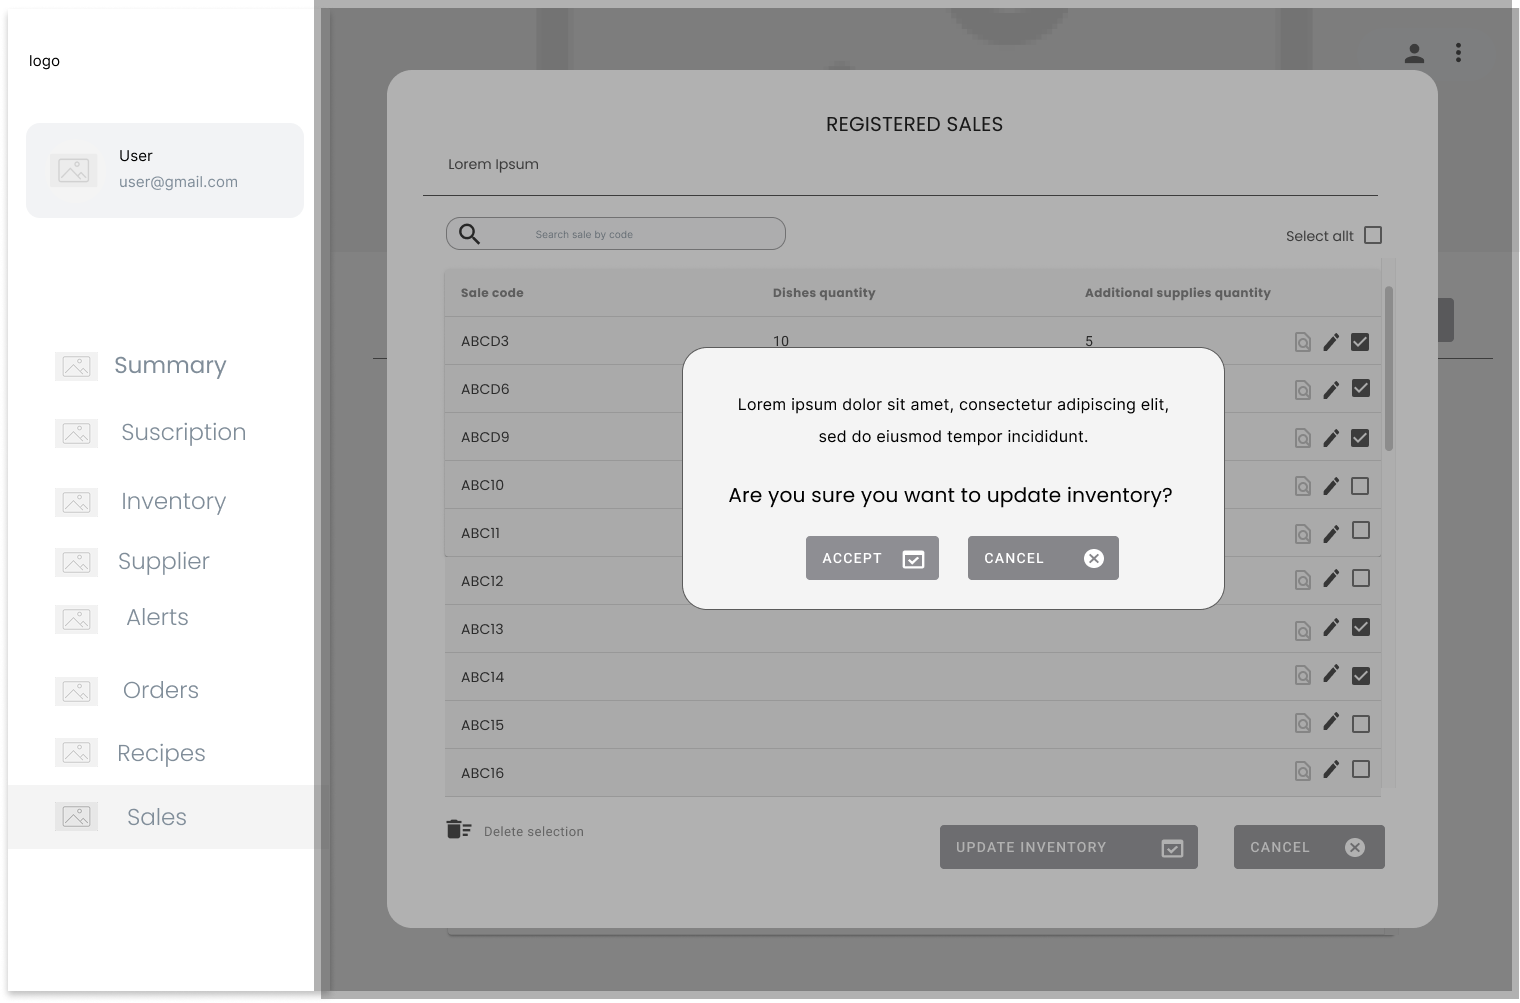 logo
User
user@gmail.com
Summary
Suscription
Inventory
Supplier
Alerts
Orders
Recipes
Sales
REGISTERED SALES
Lorem Ipsum
Search sale by code
Select allt
Sale code Dishes quantity Additional supplies quantity
ABCD3 10 5
ABCD6
ABCD9
ABC10
ABC11
ABC12
ABC13
ABC14
ABC15
ABC16
Lorem ipsum dolor sit amet, consectetur adipiscing elit,
sed do eiusmod tempor incididunt.
Are you sure you want to update inventory?
ACCEPT CANCEL
Delete selection
UPDATE INVENTORY CANCEL